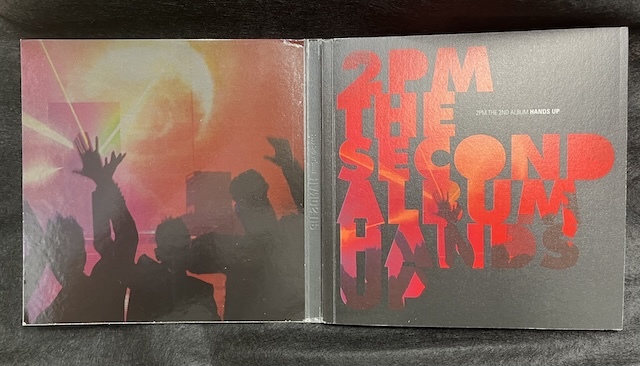 2PM
THE
SECOND
ALBUM
HANDS
UP
2PM THE 2ND ALBUM HANDS UP